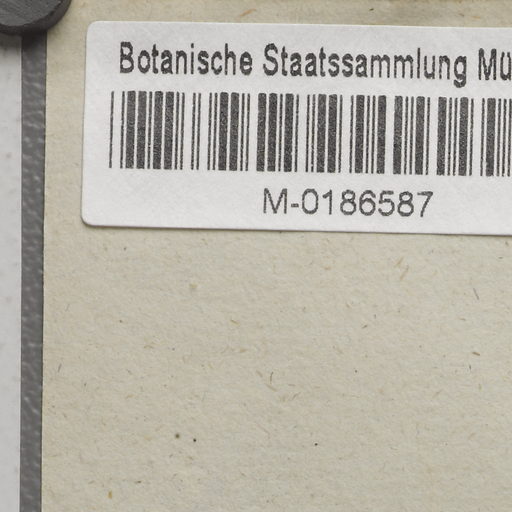 Botanische Staatssammlung Mü
M-0186587